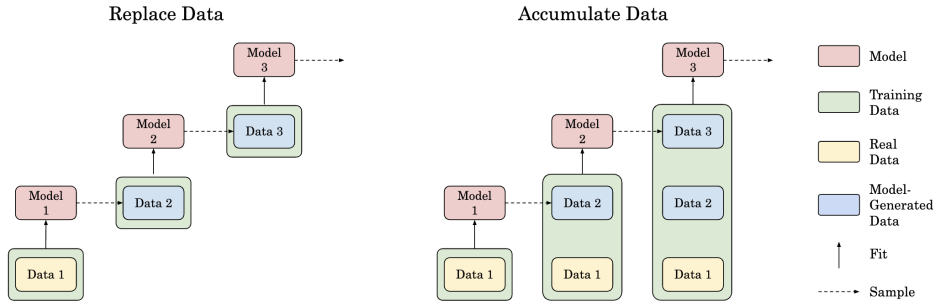 Replace Data
Accumulate Data
Model
3
Model
2
Data 3
Model
1
Data 2
Data 1
Model
3
Model
2
Data 3
Model
1
Data 2
Data 2
Data 1
Data 1
Data 1
Model
Training
Data
Real
Data
Model-
Generated
Data
Fit
Sample